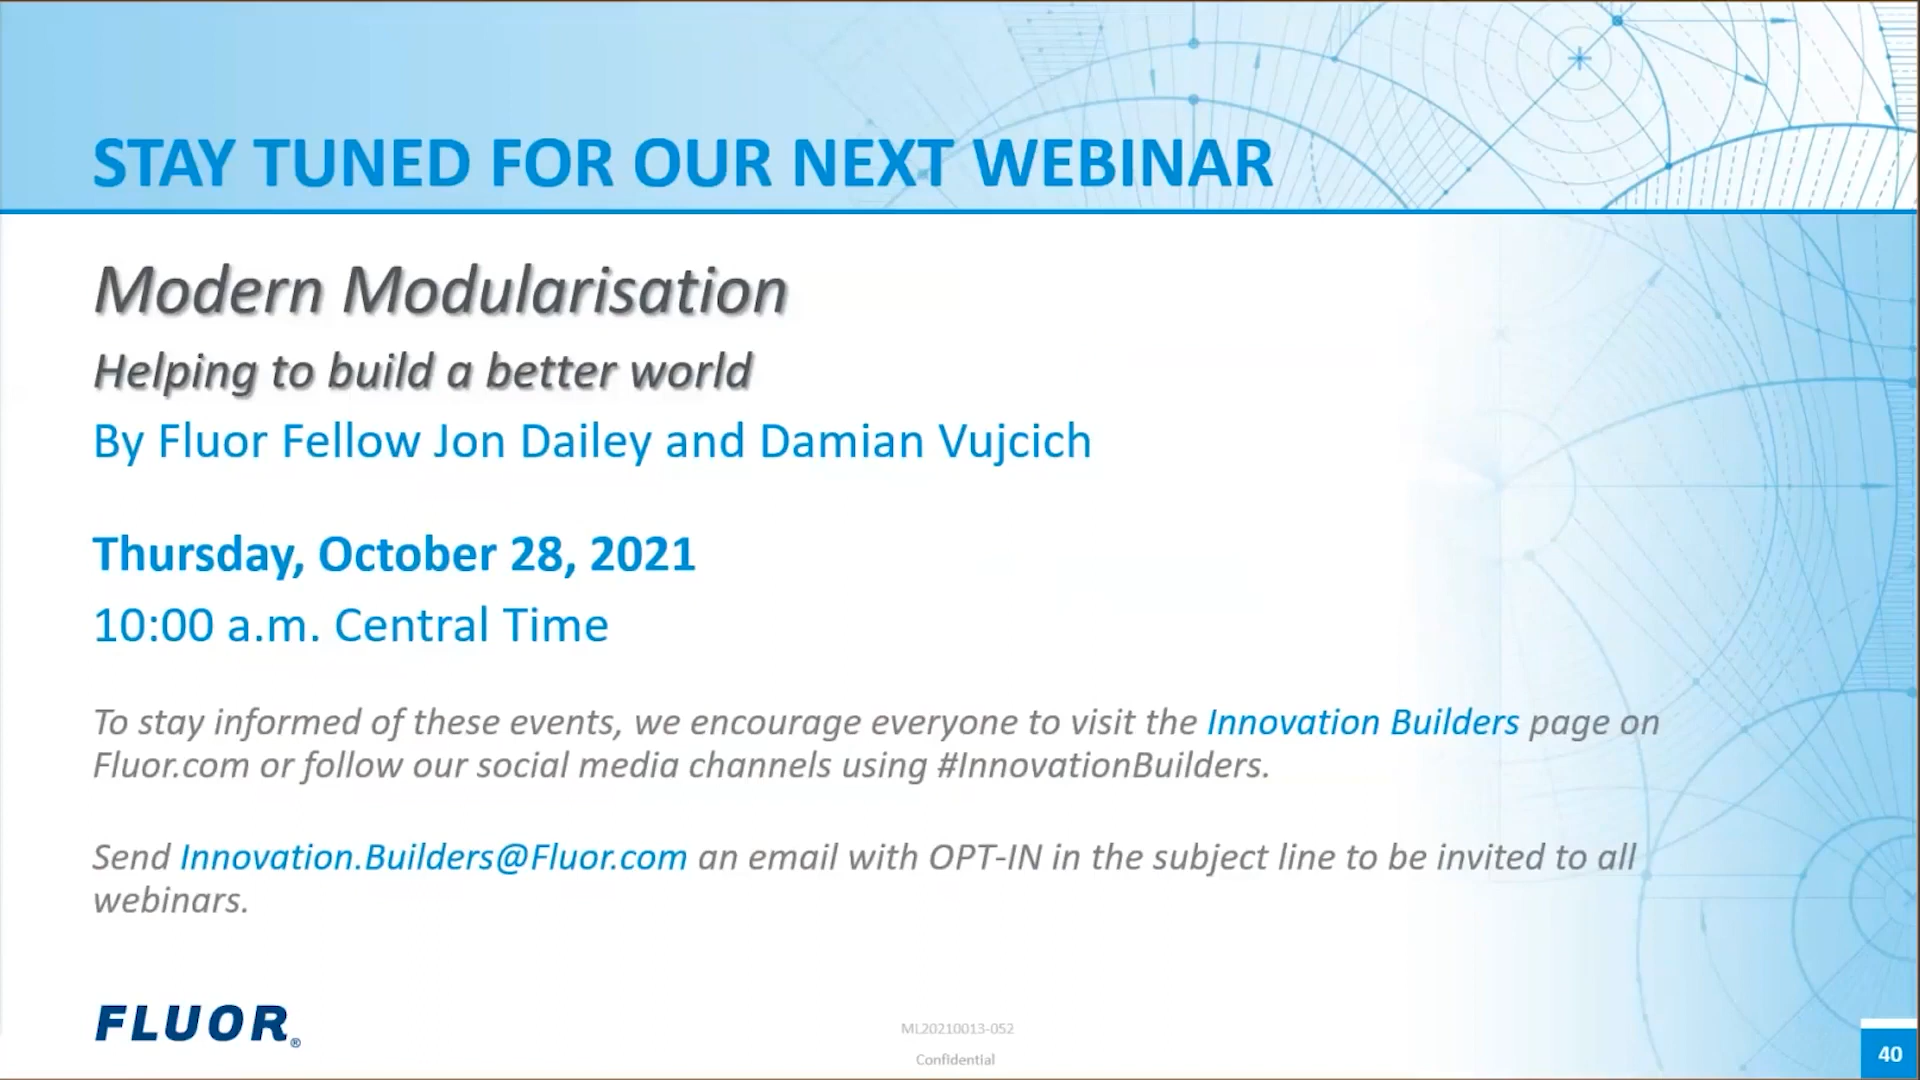 STAY TUNED FOR OUR NEXT WEBINAR
Modern Modularisation
Helping to build a better world
By Fluor Fellow Jon Dailey and Damian Vujcich
Thursday, October 28, 2021
10:00 a.m. Central Time
To stay informed of these events, we encourage everyone to visit the Innovation Builders page on
Fluor.com or follow our social media channels using #InnovationBuilders.
Send Innovation.Builders@Fluor.com an email with OPT-IN in the subject line to be invited to all
webinars.
FLUOR®
ML20210013-052
Confidential
40